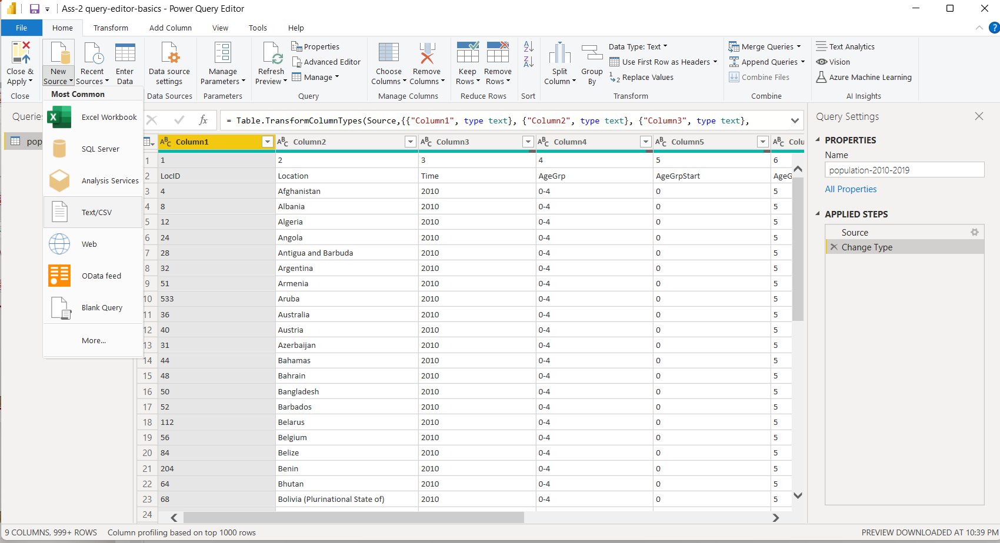 Ass-2 query-editor-basics - Power Query Editor
File Home Transform Add Column View Tools Help
Close & Apply
New Source
Recent Sources
Enter Data
Data source settings
Manage Parameters
Refresh Preview
Properties
Advanced Editor
Manage
Choose Columns
Remove Columns
Keep Rows
Remove Rows
Split Column
Group By
Data Type: Text
Use First Row as Headers
Replace Values
Merge Queries
Append Queries
Combine Files
Text Analytics
Vision
Azure Machine Learning
Close Data Sources Parameters Query Manage Columns Reduce Rows Sort Transform Combine AI Insights
Most Common
Excel Workbook
SQL Server
Analysis Services
Text/CSV
Web
OData feed
Blank Query
More...
Querie
pop
fx = Table.TransformColumnTypes(Source,{{"Column1", type text}, {"Column2", type text}, {"Column3", type text},
ABC Column1 ABC Column2 ABC Column3 ABC Column4 ABC Column5 ABC Colu
1 1 2 3 4 5 6
2 LocID Location Time AgeGrp AgeGrpStart AgeG
3 4 Afghanistan 2010 0-4 0 5
4 8 Albania 2010 0-4 0 5
5 12 Algeria 2010 0-4 0 5
6 24 Angola 2010 0-4 0 5
7 28 Antigua and Barbuda 2010 0-4 0 5
8 32 Argentina 2010 0-4 0 5
9 51 Armenia 2010 0-4 0 5
10 533 Aruba 2010 0-4 0 5
11 36 Australia 2010 0-4 0 5
12 40 Austria 2010 0-4 0 5
13 31 Azerbaijan 2010 0-4 0 5
14 44 Bahamas 2010 0-4 0 5
15 48 Bahrain 2010 0-4 0 5
16 50 Bangladesh 2010 0-4 0 5
17 52 Barbados 2010 0-4 0 5
18 112 Belarus 2010 0-4 0 5
19 56 Belgium 2010 0-4 0 5
20 84 Belize 2010 0-4 0 5
21 204 Benin 2010 0-4 0 5
22 64 Bhutan 2010 0-4 0 5
23 68 Bolivia (Plurinational State of) 2010 0-4 0 5
24
Query Settings
PROPERTIES
Name
population-2010-2019
All Properties
APPLIED STEPS
Source
Change Type
9 COLUMNS, 999+ ROWS Column profiling based on top 1000 rows PREVIEW DOWNLOADED AT 10:39 PM